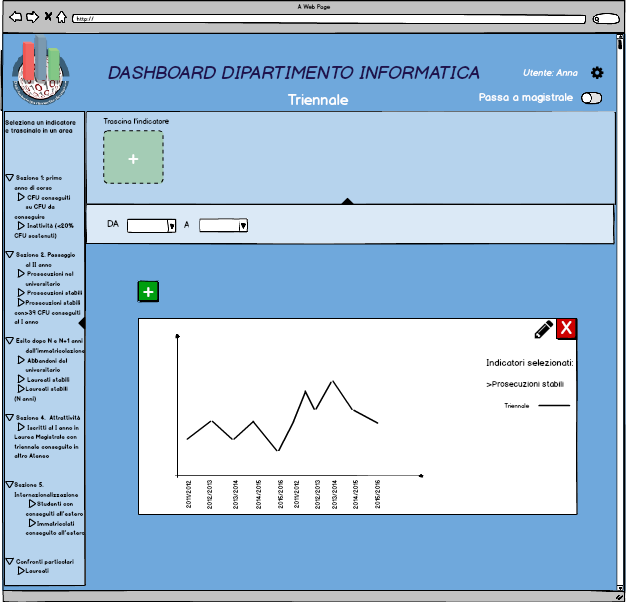 A Web Page
http://
DASHBOARD DIPARTIMENTO INFORMATICA
Utente: Anna
Triennale
Passa a magistrale
Seleziona un indicatore
e trascinalo in un area
Sezione 1: primo
anno di corso
CFU conseguiti
su CFU da
conseguire
Inattività (<20%
CFU sostenuti)
Sezione 2. Passaggio
al II anno
Prosecuzioni nel
universitario
Prosecuzioni stabili
Prosecuzioni stabili
con>39 CFU conseguiti
al I anno
Esito dopo N e N+1 anni
dall'immatricolazione
Abbandoni del
universitario
Laureati stabili
Laureati stabili
(N anni)
Sezione 4. Attrattività
Iscritti al I anno in
Laurea Magistrale con
triennale conseguito in
altro Ateneo
Sezione 5.
Internazionalizzazione
Studenti con
conseguiti all'estero
Immatricolati
conseguito all'estero
Confronti particolari
Laureati
Trascina l'indicatore
+
DA
A
+
X
Indicatori selezionati:
>Prosecuzioni stabili
Triennale
2011/2012
2012/2013
2013/2014
2014/2015
2015/2016
2011/2012
2012/2013
2013/2014
2014/2015
2015/2016